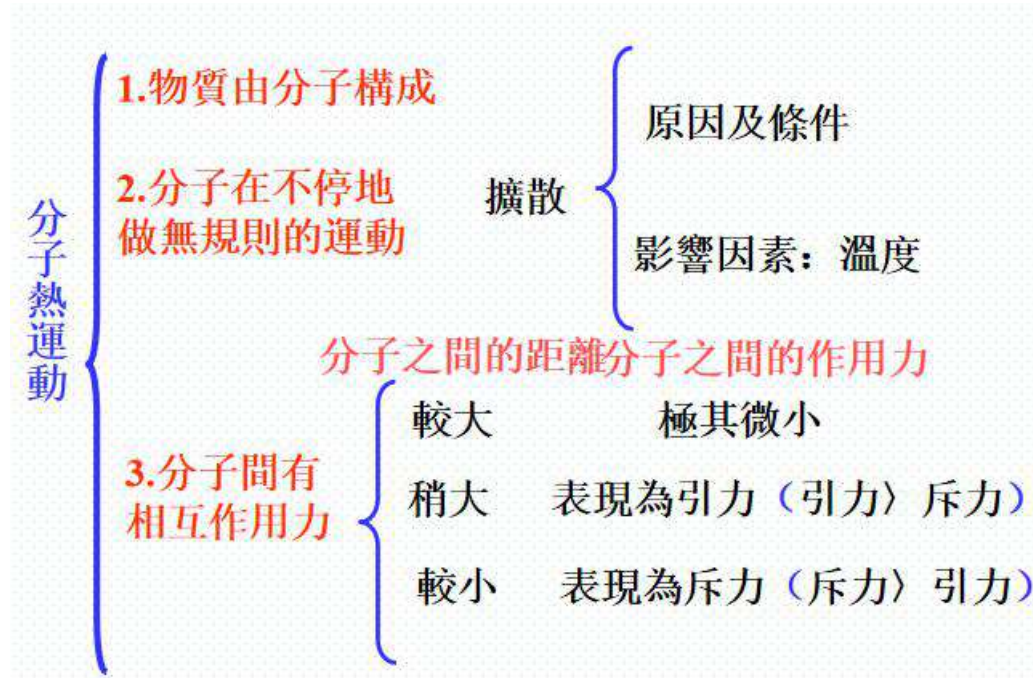 分子熱運動
1.物質由分子構成
2.分子在不停地
做無規則的運動
擴散
原因及條件
影響因素：溫度
3.分子間有
相互作用力
分子之間的距離分子之間的作用力
較大 極其微小
稍大 表現為引力（引力〉斥力）
較小 表現為斥力（斥力〉引力）